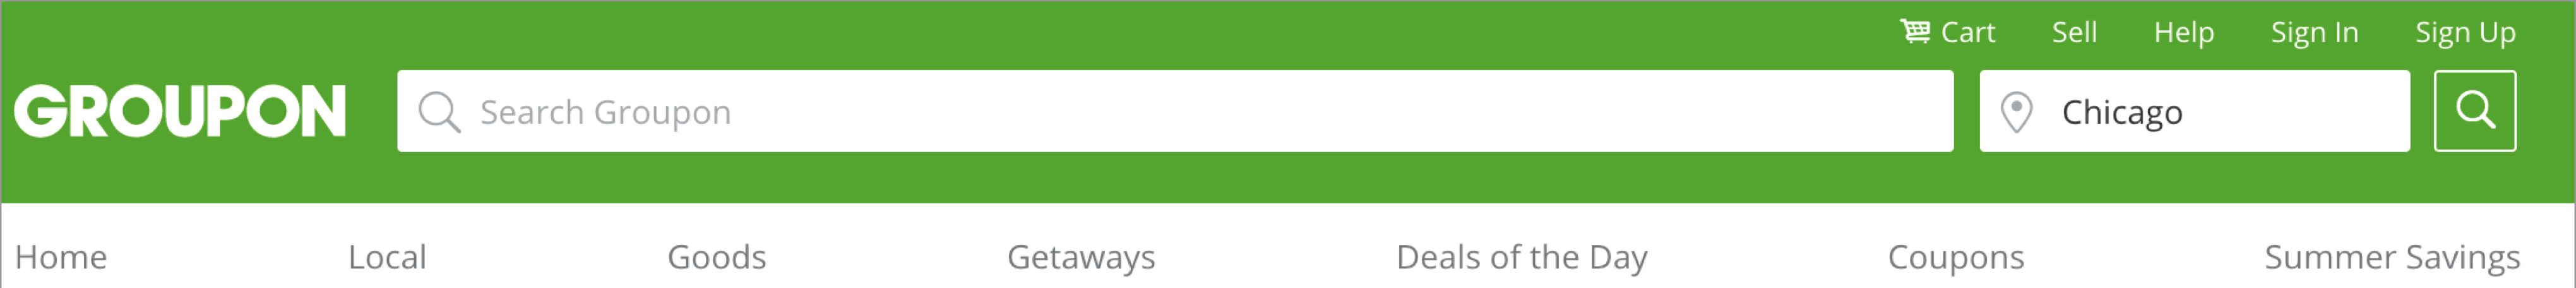 Cart Sell Help Sign In Sign Up
GROUPON Search Groupon Chicago
Home Local Goods Getaways Deals of the Day Coupons Summer Savings